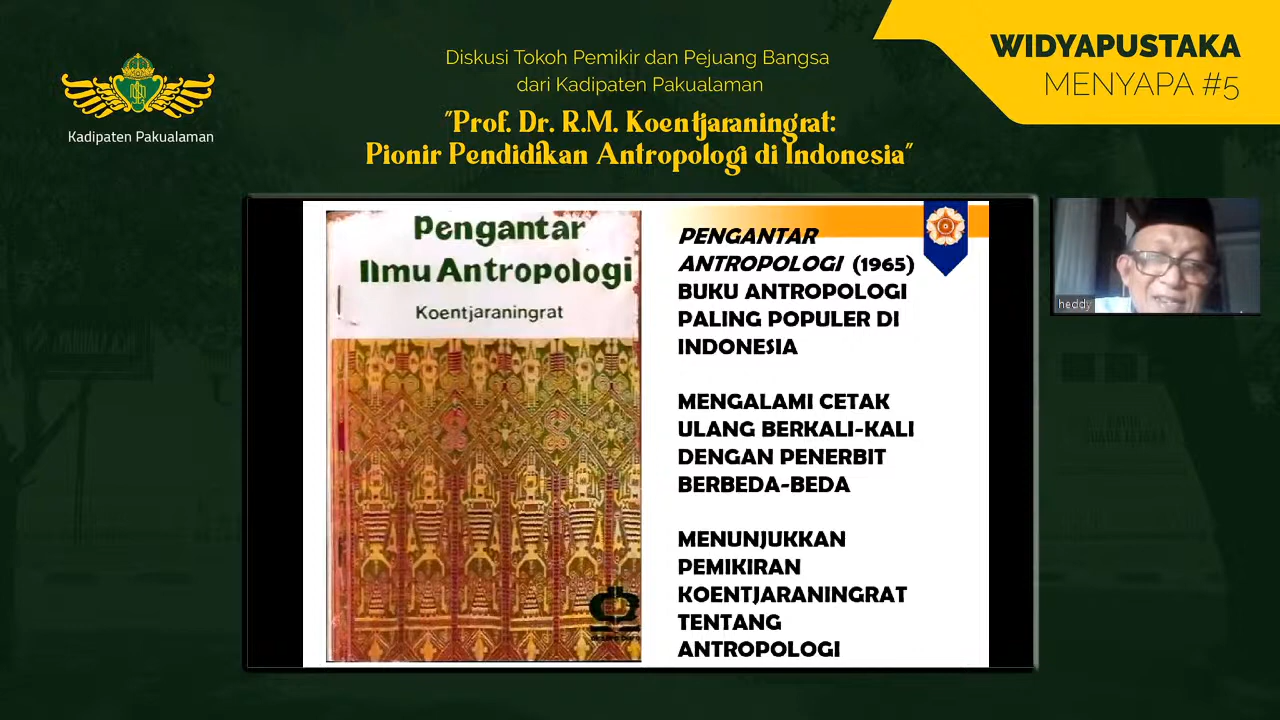 Diskusi Tokoh Pemikir dan Pejuang Bangsa
dari Kadipaten Pakualaman
"Prof. Dr. R.M. Koentjaraningrat:
Pionir Pendidikan Antropologi di Indonesia"
Kadipaten Pakualaman
WIDYAPUSTAKA
MENYAPA #5
Pengantar
Ilmu Antropologi
Koentjaraningrat
PENGANTAR
ANTROPOLOGI (1965)
BUKU ANTROPOLOGI
PALING POPULER DI
INDONESIA
MENGALAMI CETAK
ULANG BERKALI-KALI
DENGAN PENERBIT
BERBEDA-BEDA
MENUNJUKKAN
PEMIKIRAN
KOENTJARANINGRAT
TENTANG
ANTROPOLOGI
heddy